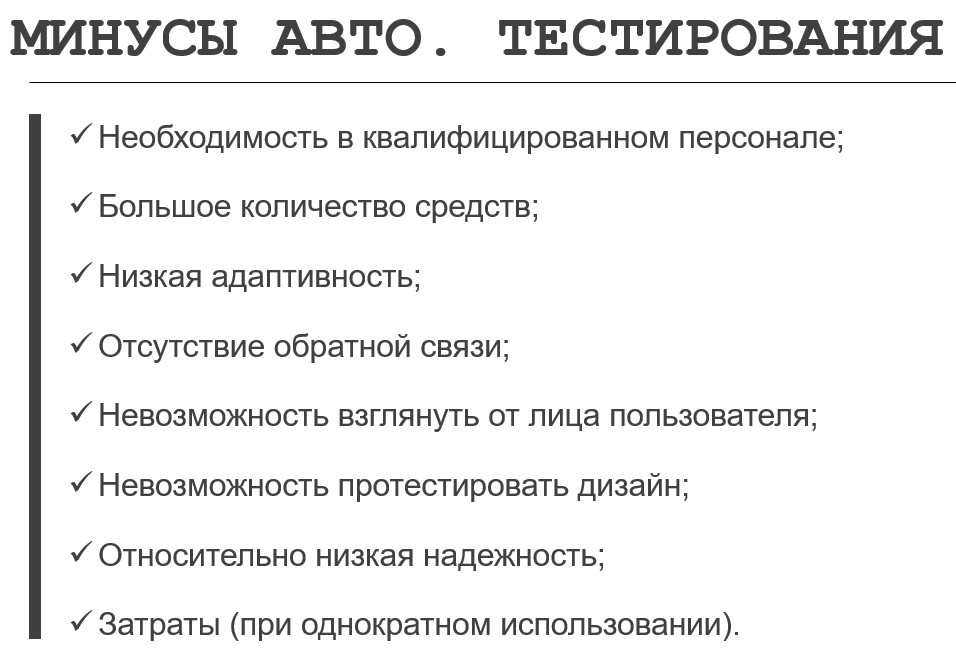 МИНУСЫ АВТО. ТЕСТИРОВАНИЯ
✓ Необходимость в квалифицированном персонале;
✓ Большое количество средств;
✓ Низкая адаптивность;
✓ Отсутствие обратной связи;
✓ Невозможность взглянуть от лица пользователя;
✓ Невозможность протестировать дизайн;
✓ Относительно низкая надежность;
✓ Затраты (при однократном использовании).